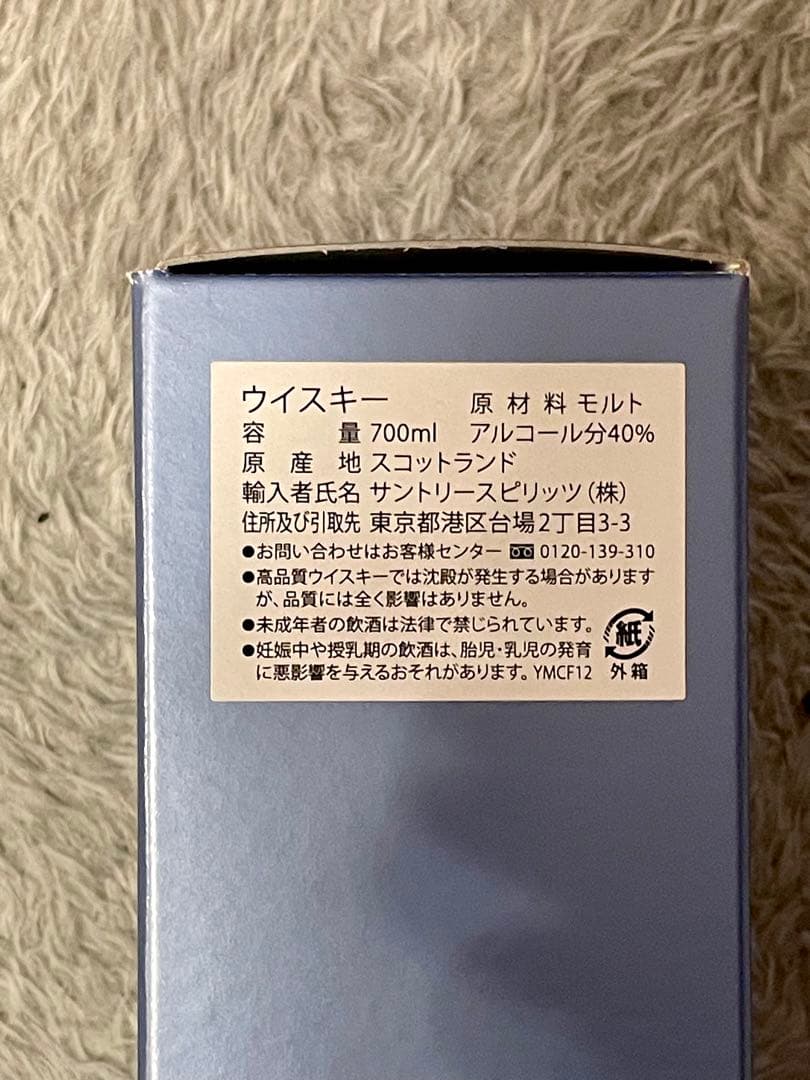 ウイスキー 原材料 モルト
容量 700ml アルコール分40%
原産地 スコットランド
輸入者氏名 サントリースピリッツ(株)
住所及び引取先 東京都港区台場2丁目3-3
●お問い合わせはお客様センター 0120-139-310
●高品質ウイスキーでは沈殿が発生する場合があります
が、品質には全く影響はありません。
●未成年者の飲酒は法律で禁じられています。
●妊娠中や授乳期の飲酒は、胎児・乳児の発育
に悪影響を与えるおそれがあります。YMCF12
紙
外箱